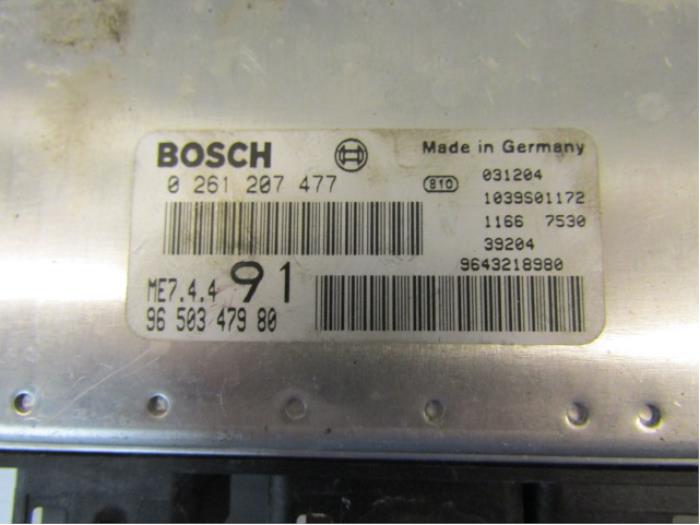 BOSCH
Made in Germany
0 261 207 477
810
031204
1039S01172
1166 7530
39204
9643218980
ME7.4.4 91
96 503 479 80